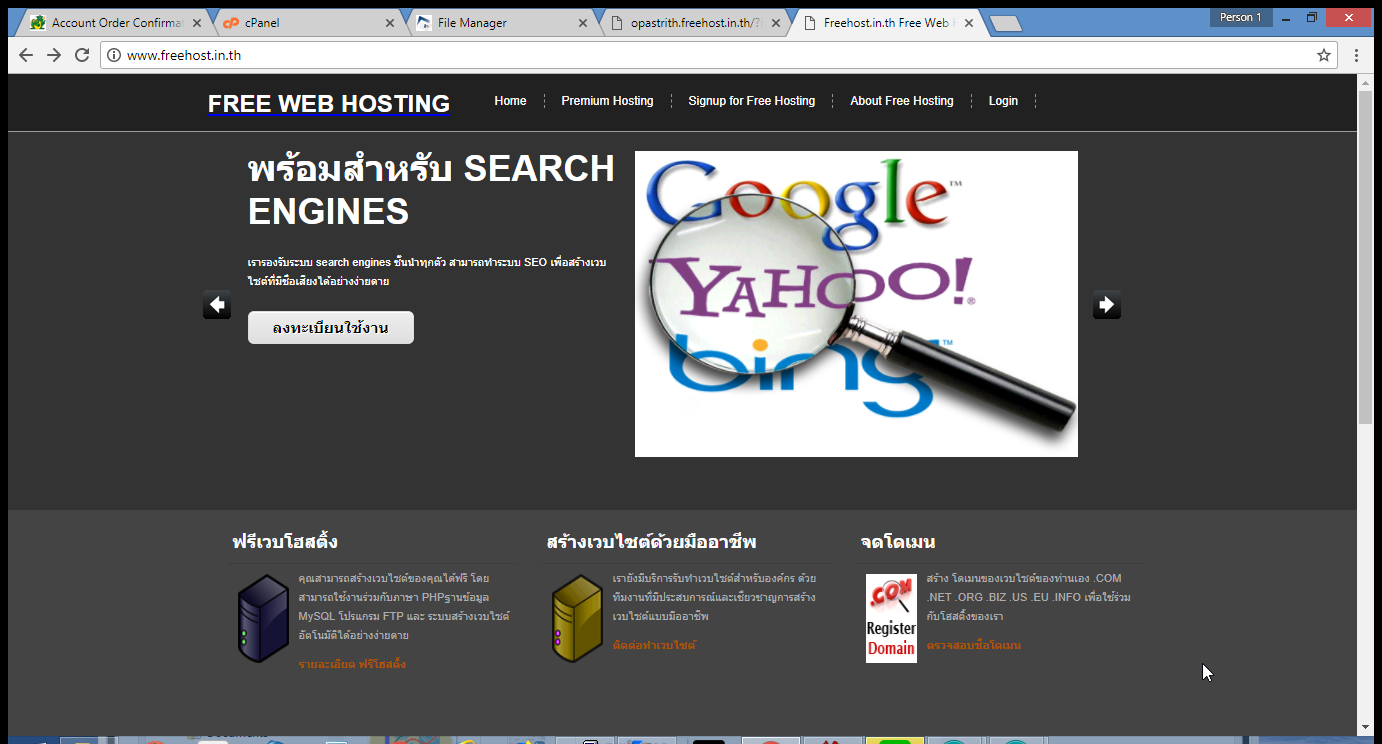 Account Order Confirmat
cPanel
File Manager
opastrith.freehost.in.th/?
Freehost.in.th Free Web
Person 1
www.freehost.in.th
FREE WEB HOSTING
Home
Premium Hosting
Signup for Free Hosting
About Free Hosting
Login
พร้อมสำหรับ SEARCH
ENGINES
เรารองรับระบบ search engines ชั้นนำทุกตัว สามารถทำระบบ SEO เพื่อสร้างเวบ
ไซต์ที่มีชื่อเสียงได้อย่างง่ายดาย
ลงทะเบียนใช้งาน
Google™
YAHOO!®
bing™
ฟรีเวบโฮสติ้ง
คุณสามารถสร้างเวบไซต์ของคุณได้ฟรี โดย
สามารถใช้งานร่วมกับภาษา PHPฐานข้อมูล
MySQL โปรแกรม FTP และ ระบบสร้างเวบไซต์
อัตโนมัติได้อย่างง่ายดาย
รายละเอียด ฟรีโฮสติ้ง
สร้างเวบไซต์ด้วยมืออาชีพ
เรายังมีบริการรับทำเวบไซต์สำหรับองค์กร ด้วย
ทีมงานที่มีประสบการณ์และเชี่ยวชาญการสร้าง
เวบไซต์แบบมืออาชีพ
ติดต่อทำเวบไซต์
จดโดเมน
.COM
Register
Domain
สร้าง โดเมนของเวบไซต์ของท่านเอง .COM
.NET .ORG .BIZ .US .EU .INFO เพื่อใช้ร่วม
กับโฮสติ้งของเรา
ตรวจสอบชื่อโดเมน